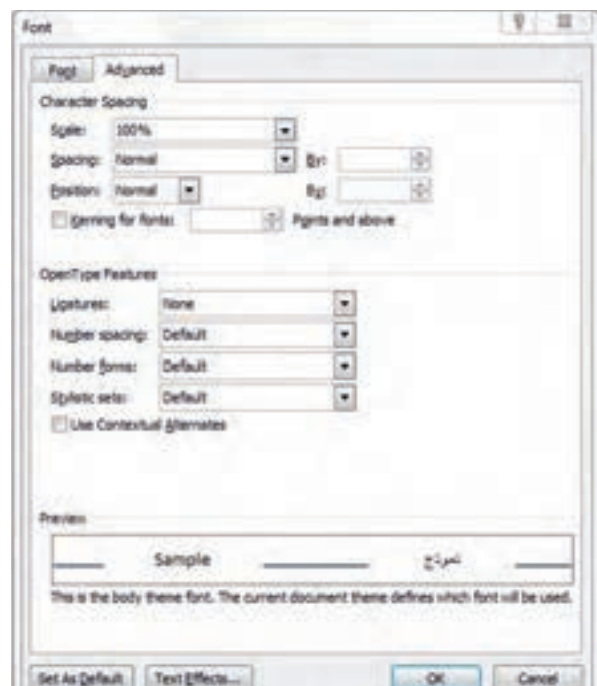 Font
Font Advanced
Character Spacing
Scale: 100%
Spacing: Normal By:
Position: Normal By:
Kerning for fonts: Points and above
OpenType Features
Ligatures: None
Number spacing: Default
Number forms: Default
Stylistic sets: Default
Use Contextual Alternates
Preview
Sample نموذج
This is the body theme font. The current document theme defines which font will be used.
Set As Default Text Effects... OK Cancel